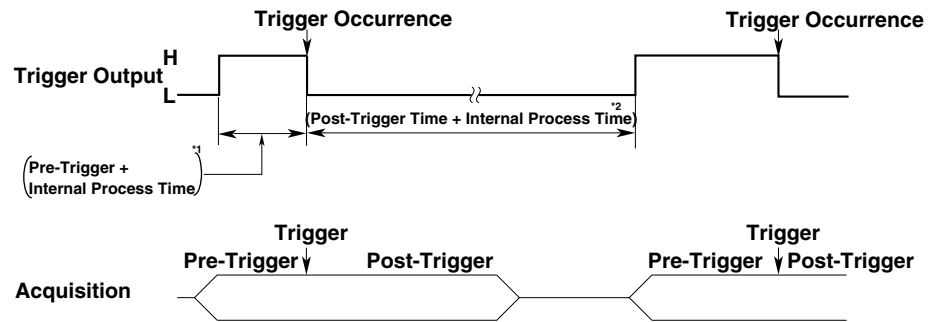 Trigger Occurrence
Trigger Occurrence
H
Trigger Output
L
*2
(Post-Trigger Time + Internal Process Time)
*1
(Pre-Trigger +
Internal Process Time)
Trigger
Trigger
Pre-Trigger
Post-Trigger
Pre-Trigger
Post-Trigger
Acquisition